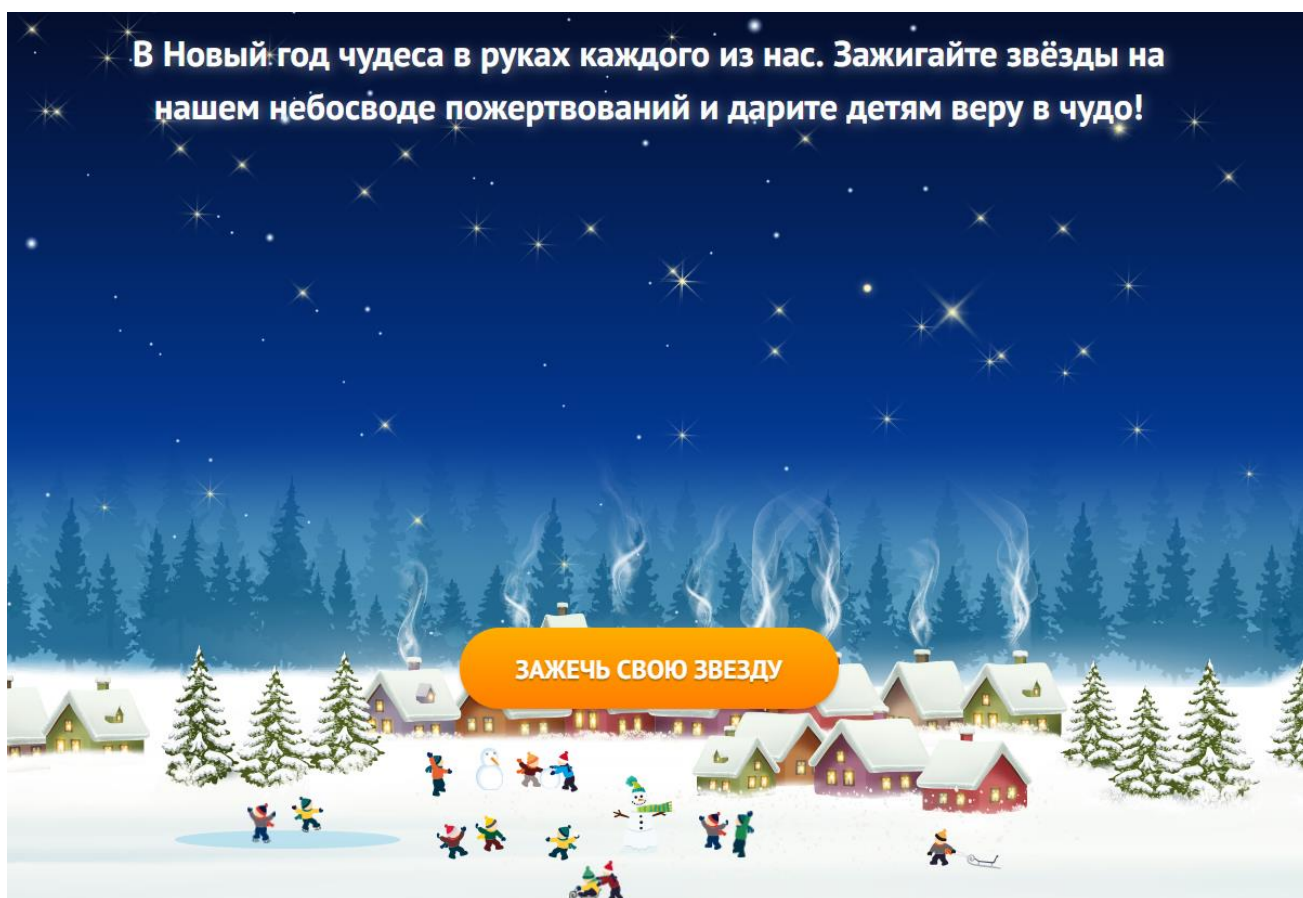 В Новый год чудеса в руках каждого из нас. Зажигайте звёзды на
нашем небосводе пожертвований и дарите детям веру в чудо!
ЗАЖЕЧЬ СВОЮ ЗВЕЗДУ